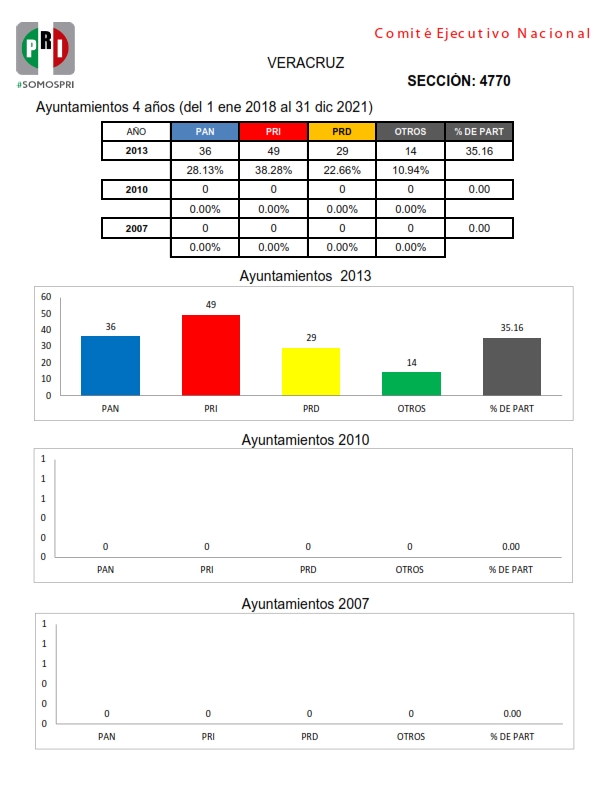 PRI
#SOMOSPRI
Comité Ejecutivo Nacional
VERACRUZ
SECCIÓN: 4770
Ayuntamientos 4 años (del 1 ene 2018 al 31 dic 2021)
AÑO PAN PRI PRD OTROS % DE PART
2013 36 49 29 14 35.16
28.13% 38.28% 22.66% 10.94%
2010 0 0 0 0 0.00
0.00% 0.00% 0.00% 0.00%
2007 0 0 0 0 0.00
0.00% 0.00% 0.00% 0.00%
Ayuntamientos 2013
60
50
40
30
20
10
0
36 49 29 14 35.16
PAN PRI PRD OTROS % DE PART
Ayuntamientos 2010
1
1
1
0
0
0
0 0 0 0 0.00
PAN PRI PRD OTROS % DE PART
Ayuntamientos 2007
1
1
1
0
0
0
0 0 0 0 0.00
PAN PRI PRD OTROS % DE PART